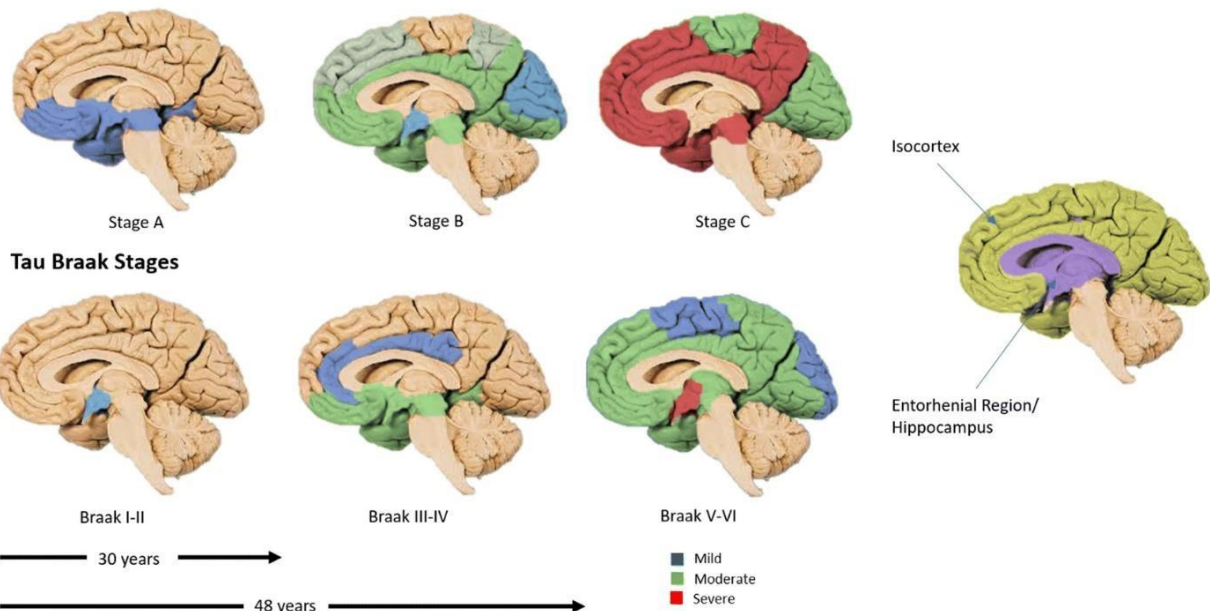 Stage A
Stage B
Stage C
Isocortex
Entorhenial Region/
Hippocampus
Tau Braak Stages
Braak I-II
Braak III-IV
Braak V-VI
30 years
48 years
Mild
Moderate
Severe